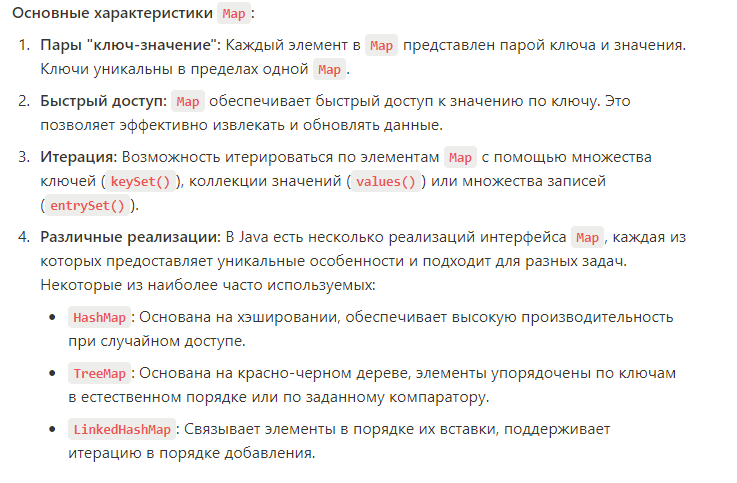 Основные характеристики Map:
1. Пары "ключ-значение": Каждый элемент в Map представлен парой ключа и значения.
Ключи уникальны в пределах одной Map.
2. Быстрый доступ: Map обеспечивает быстрый доступ к значению по ключу. Это
позволяет эффективно извлекать и обновлять данные.
3. Итерация: Возможность итерироваться по элементам Map с помощью множества
ключей (keySet()), коллекции значений (values()) или множества записей
(entrySet()).
4. Различные реализации: В Java есть несколько реализаций интерфейса Map, каждая из
которых предоставляет уникальные особенности и подходит для разных задач.
Некоторые из наиболее часто используемых:
• HashMap: Основана на хэшировании, обеспечивает высокую производительность
при случайном доступе.
• TreeMap: Основана на красно-черном дереве, элементы упорядочены по ключам
в естественном порядке или по заданному компаратору.
• LinkedHashMap: Связывает элементы в порядке их вставки, поддерживает
итерацию в порядке добавления.